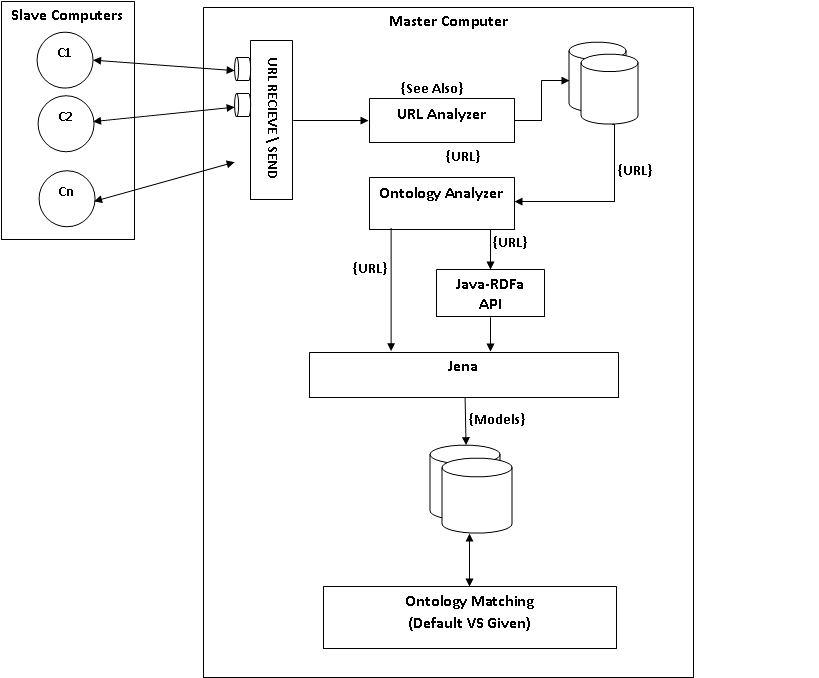 Slave Computers
Master Computer
C1
C2
Cn
URL RECIEVE \ SEND
{See Also}
URL Analyzer
{URL}
{URL}
Ontology Analyzer
{URL}
{URL}
Java-RDFa
API
Jena
{Models}
Ontology Matching
(Default VS Given)